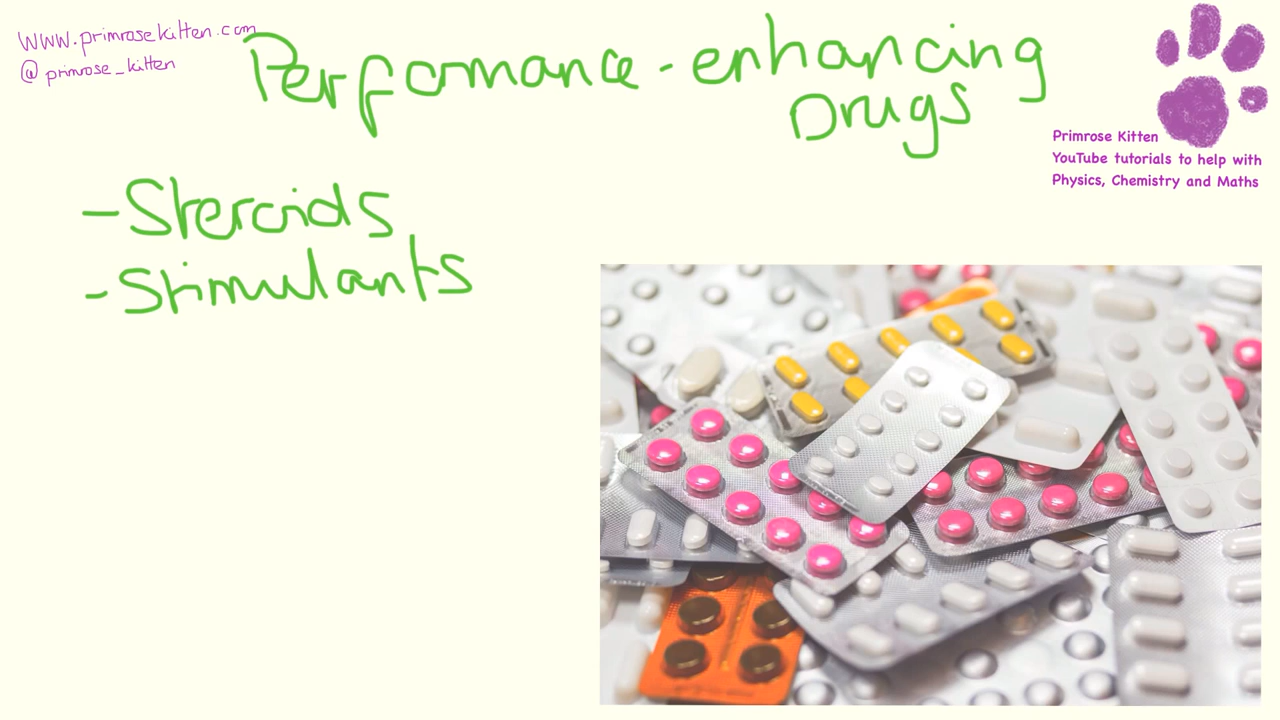 www.primrosekitten.com
@primrose_kitten
Performance-enhancing
Drugs
Primrose Kitten
YouTube tutorials to help with
Physics, Chemistry and Maths
- Steroids
- Stimulants